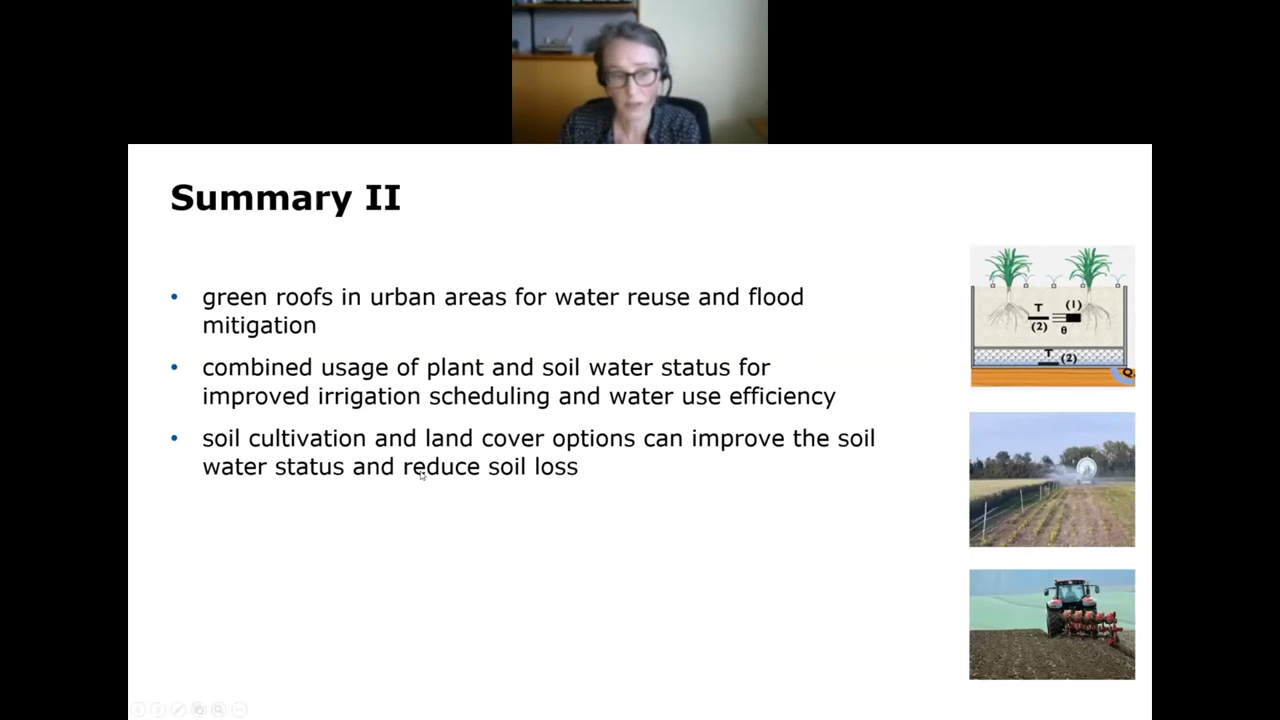 Summary II
green roofs in urban areas for water reuse and flood
mitigation
combined usage of plant and soil water status for
improved irrigation scheduling and water use efficiency
soil cultivation and land cover options can improve the soil
water status and reduce soil loss
T (1)
(2) θ
T (2)
Q